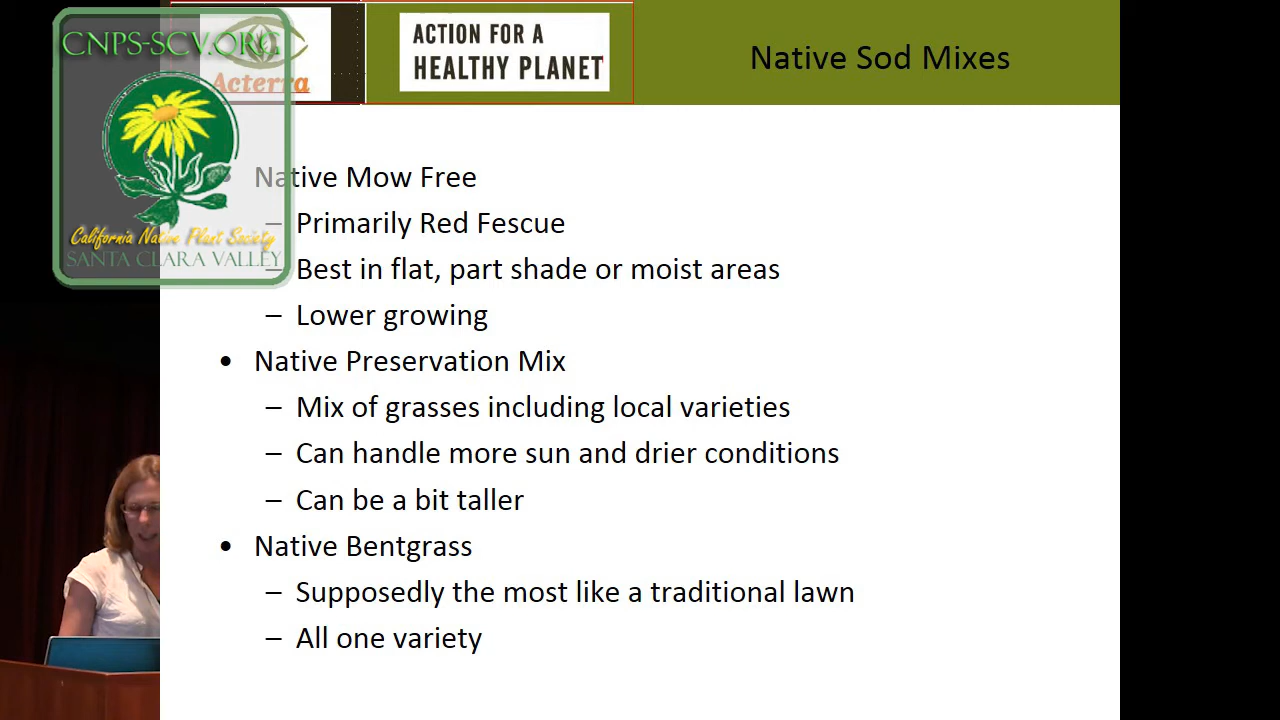 CNPS-SCV.ORG
Acterra
California Native Plant Society
SANTA CLARA VALLEY
ACTION FOR A
HEALTHY PLANET
Native Sod Mixes
• Native Mow Free
– Primarily Red Fescue
– Best in flat, part shade or moist areas
– Lower growing
• Native Preservation Mix
– Mix of grasses including local varieties
– Can handle more sun and drier conditions
– Can be a bit taller
• Native Bentgrass
– Supposedly the most like a traditional lawn
– All one variety